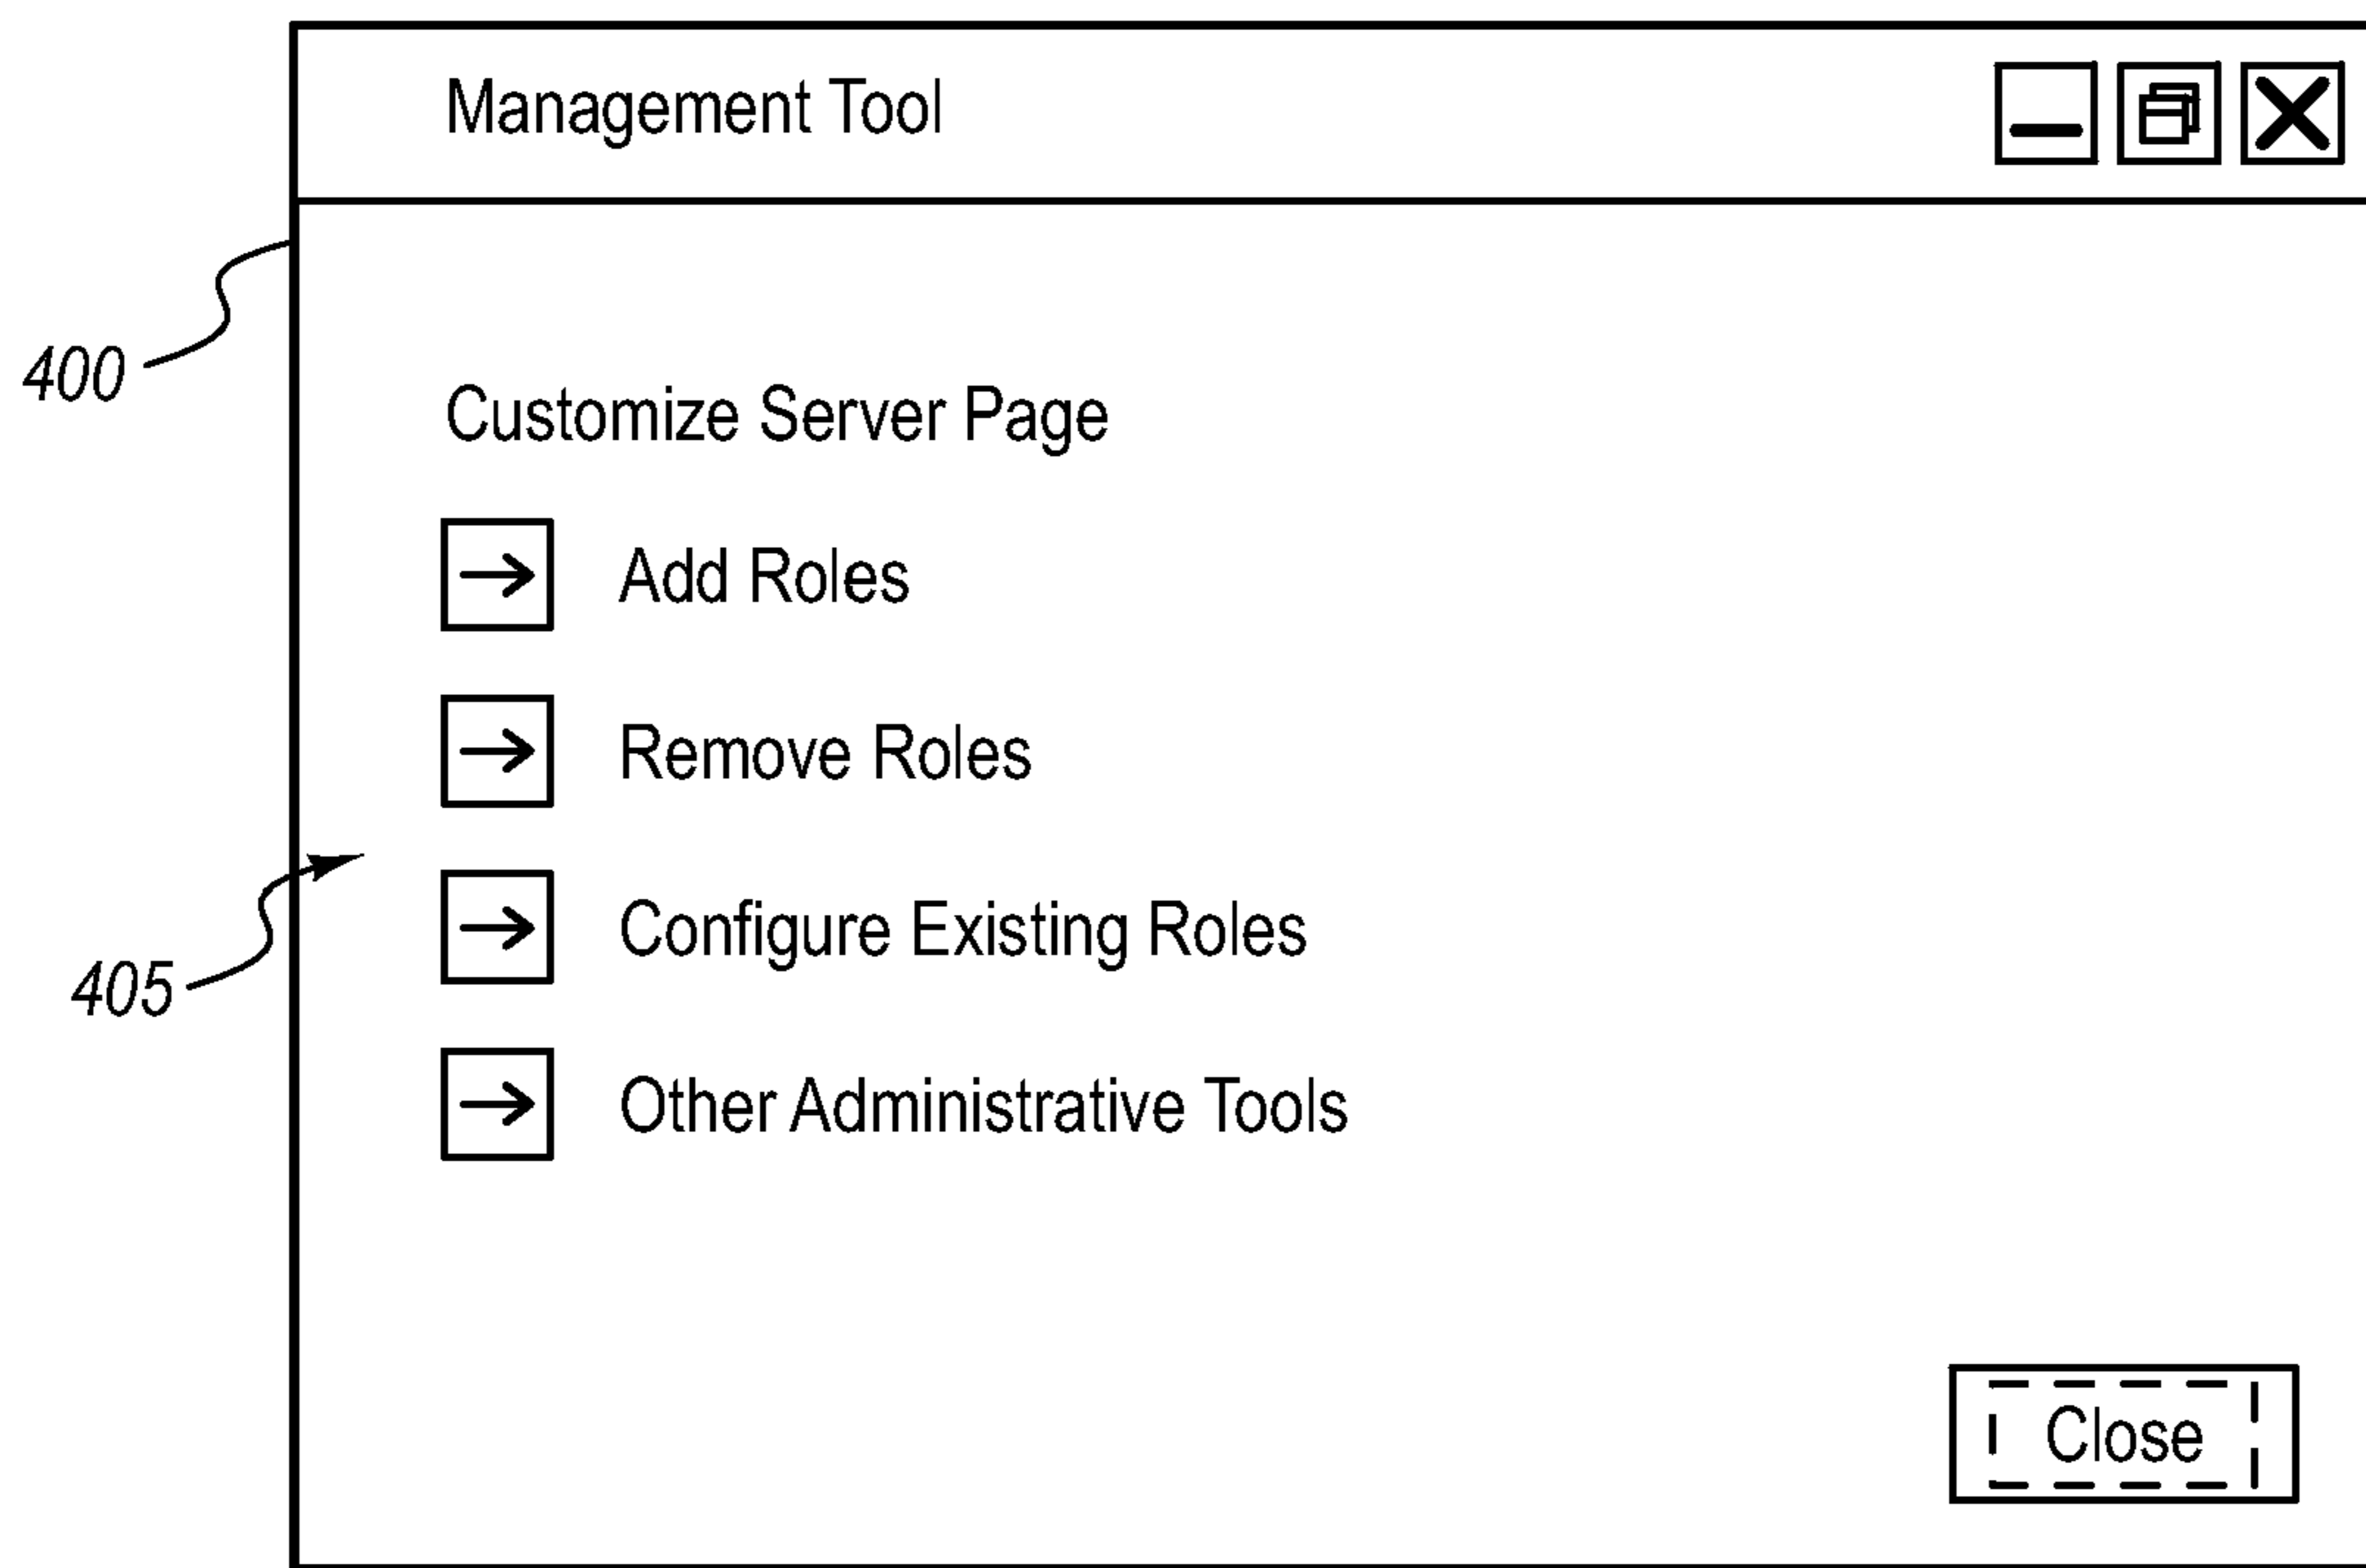 Management Tool
400
Customize Server Page
Add Roles
Remove Roles
Configure Existing Roles
405
Other Administrative Tools
Close